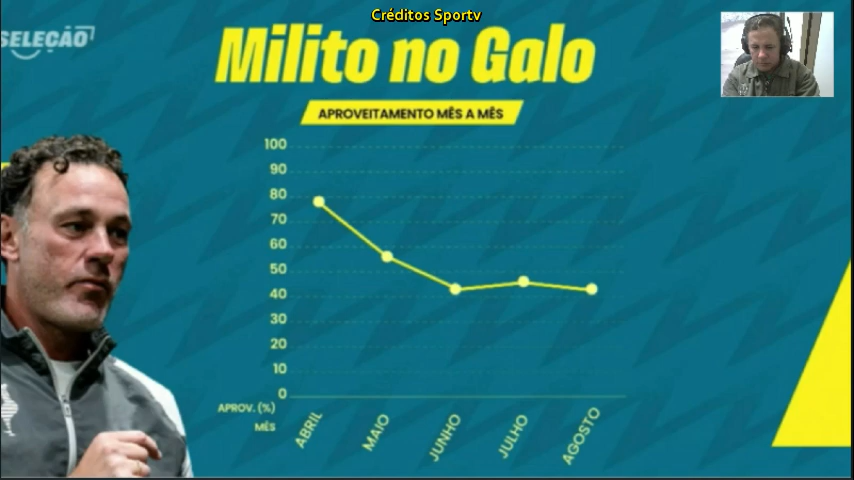 Créditos Sportv
SELEÇÃO
Milito no Galo
APROVEITAMENTO MÊS A MÊS
100
90
80
70
60
50
40
30
20
10
0
APROV. (%)
MÊS
ABRIL
MAIO
JUNHO
JULHO
AGOSTO